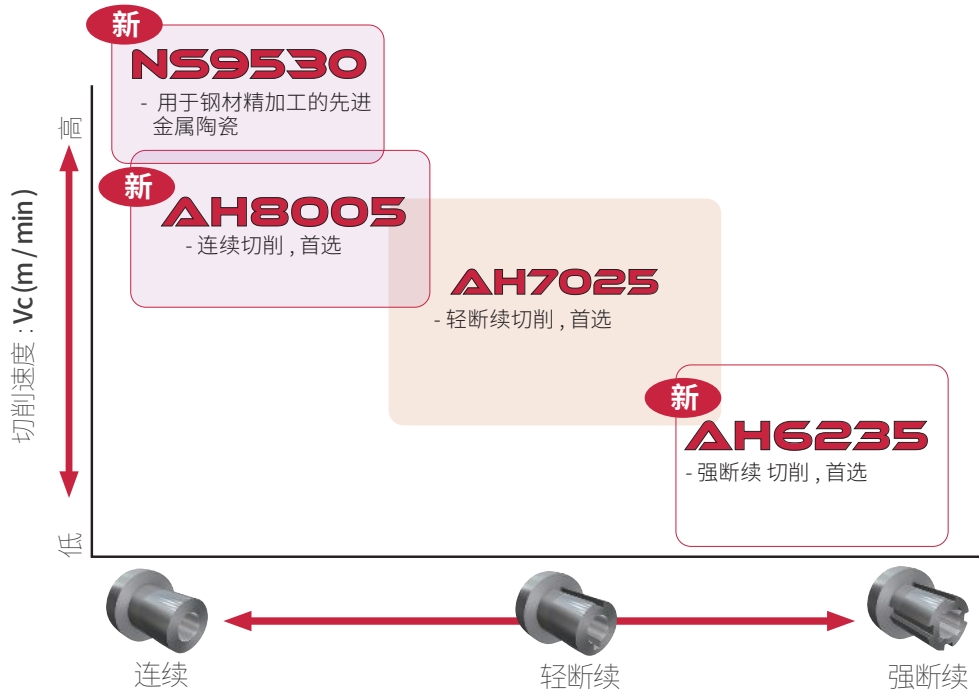 新
NS9530
- 用于钢材精加工的先进
金属陶瓷
新
AH8005
- 连续切削 , 首选
AH7025
- 轻断续切削 , 首选
新
AH6235
- 强断续 切削 , 首选
高
切削速度 : Vc (m / min)
低
连续
轻断续
强断续